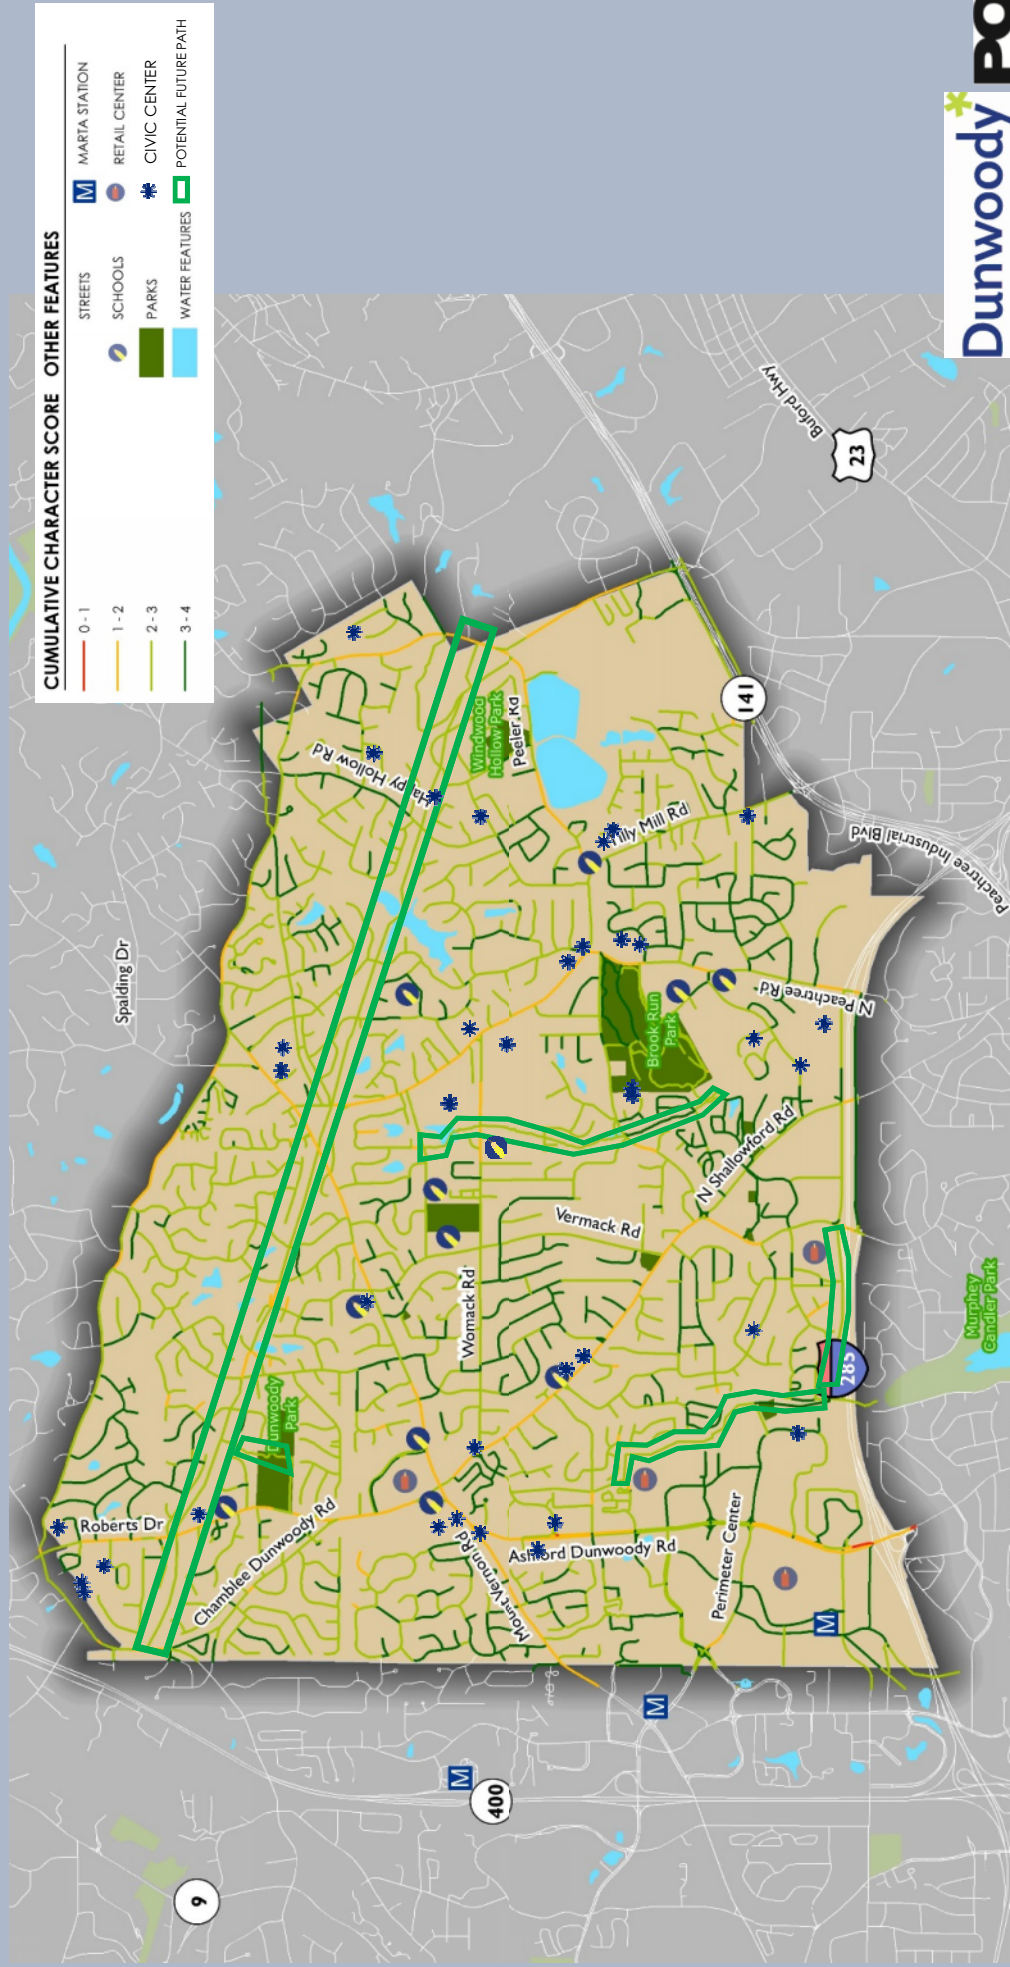 CUMULATIVE CHARACTER SCORE
0 - 1
1 - 2
2 - 3
3 - 4
OTHER FEATURES
STREETS
SCHOOLS
PARKS
WATER FEATURES
M MARTA STATION
RETAIL CENTER
CIVIC CENTER
POTENTIAL FUTURE PATH
Dunwoody
PO
Spalding Dr
Roberts Dr
Chamblee Dunwoody Rd
Dunwoody
Park
Happy Hollow Rd
Windwood
Hollow Park
Peeler Rd
Tilly Mill Rd
Brook Run
Park
N Peachtree Rd
N Shallowford Rd
Vermack Rd
Womack Rd
Mount Vernon Rd
Ashford Dunwoody Rd
Perimeter Center
Murphey
Candler Park
Peachtree Industrial Blvd
Buford Hwy
23
141
285
400
9
M
M
M